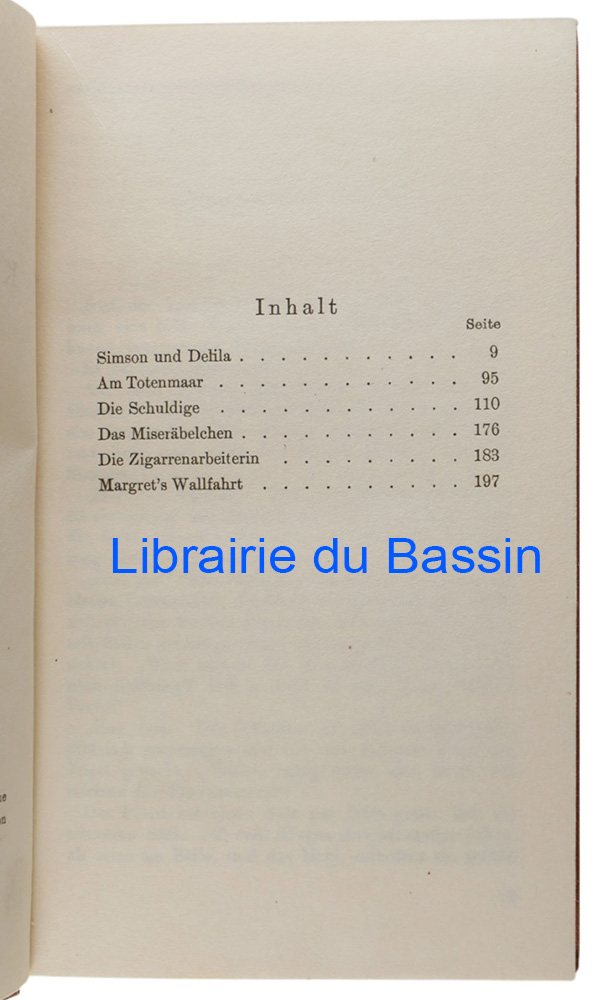 Inhalt
Seite
Simson und Delila . . . . . . . . . . . 9
Am Totenmaar . . . . . . . . . . . . 95
Die Schuldige . . . . . . . . . . . . 110
Das Miseräbelchen . . . . . . . . . . . 176
Die Zigarrenarbeiterin . . . . . . . . . 183
Margret's Wallfahrt . . . . . . . . . . 197
Librairie du Bassin